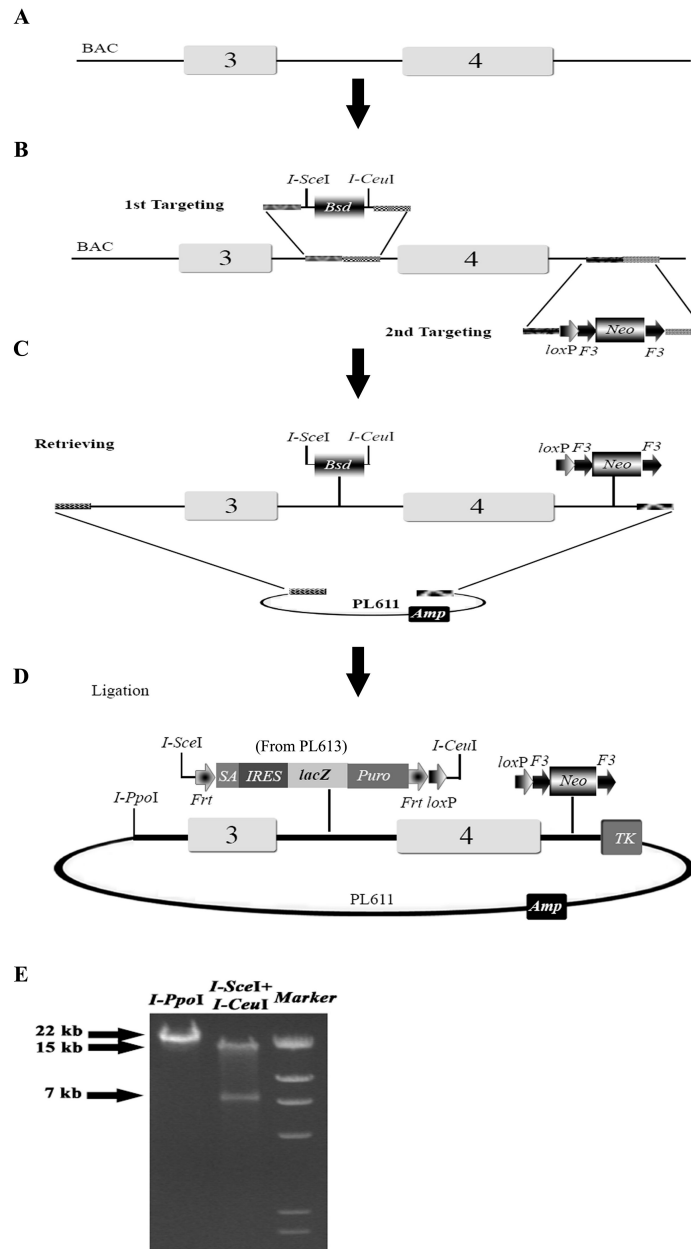 A
BAC
3
4
B
I-SceI
I-CeuI
1st Targeting
Bsd
BAC
3
4
2nd Targeting
Neo
loxP F3
F3
C
I-SceI
I-CeuI
Retrieving
Bsd
loxP F3
F3
Neo
3
4
PL611
Amp
D
Ligation
I-SceI
(From PL613)
I-CeuI
SA IRES lacZ Puro
Frt
Frt loxP
loxP F3
F3
Neo
I-PpoI
3
4
TK
PL611
Amp
E
I-PpoI
I-SceI+
I-CeuI
Marker
22 kb
15 kb
7 kb